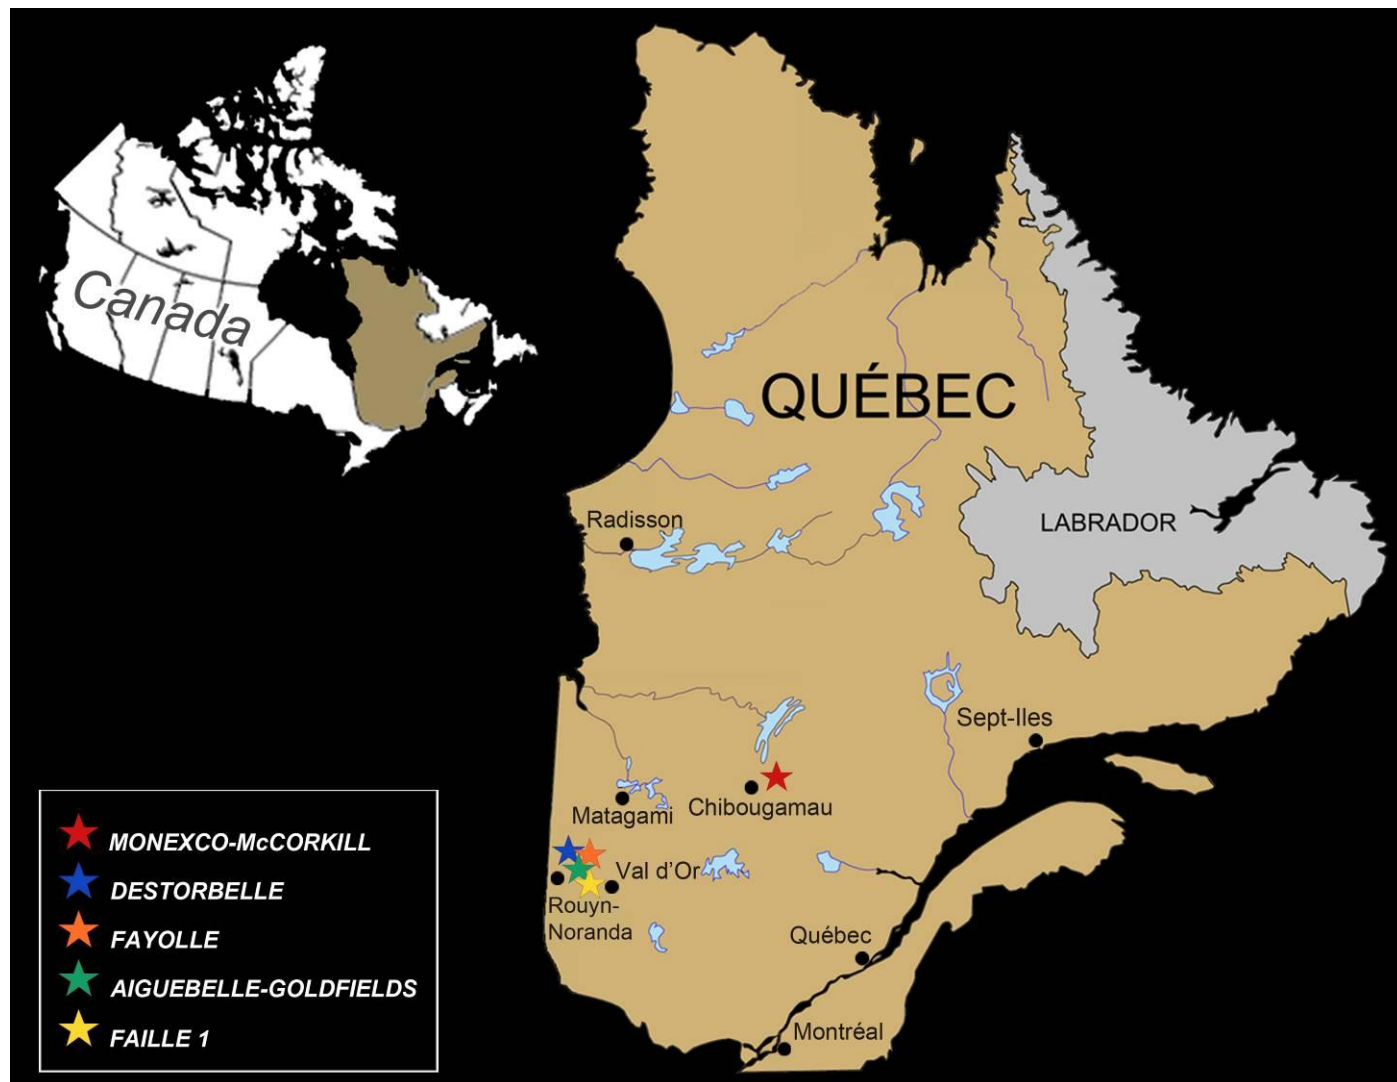 Canada
QUÉBEC
Radisson
LABRADOR
Sept-Iles
Chibougamau
Matagami
Val d'Or
Rouyn-
Noranda
Québec
Montréal
MONEXCO-McCORKILL
DESTORBELLE
FAYOLLE
AIGUEBELLE-GOLDFIELDS
FAILLE 1